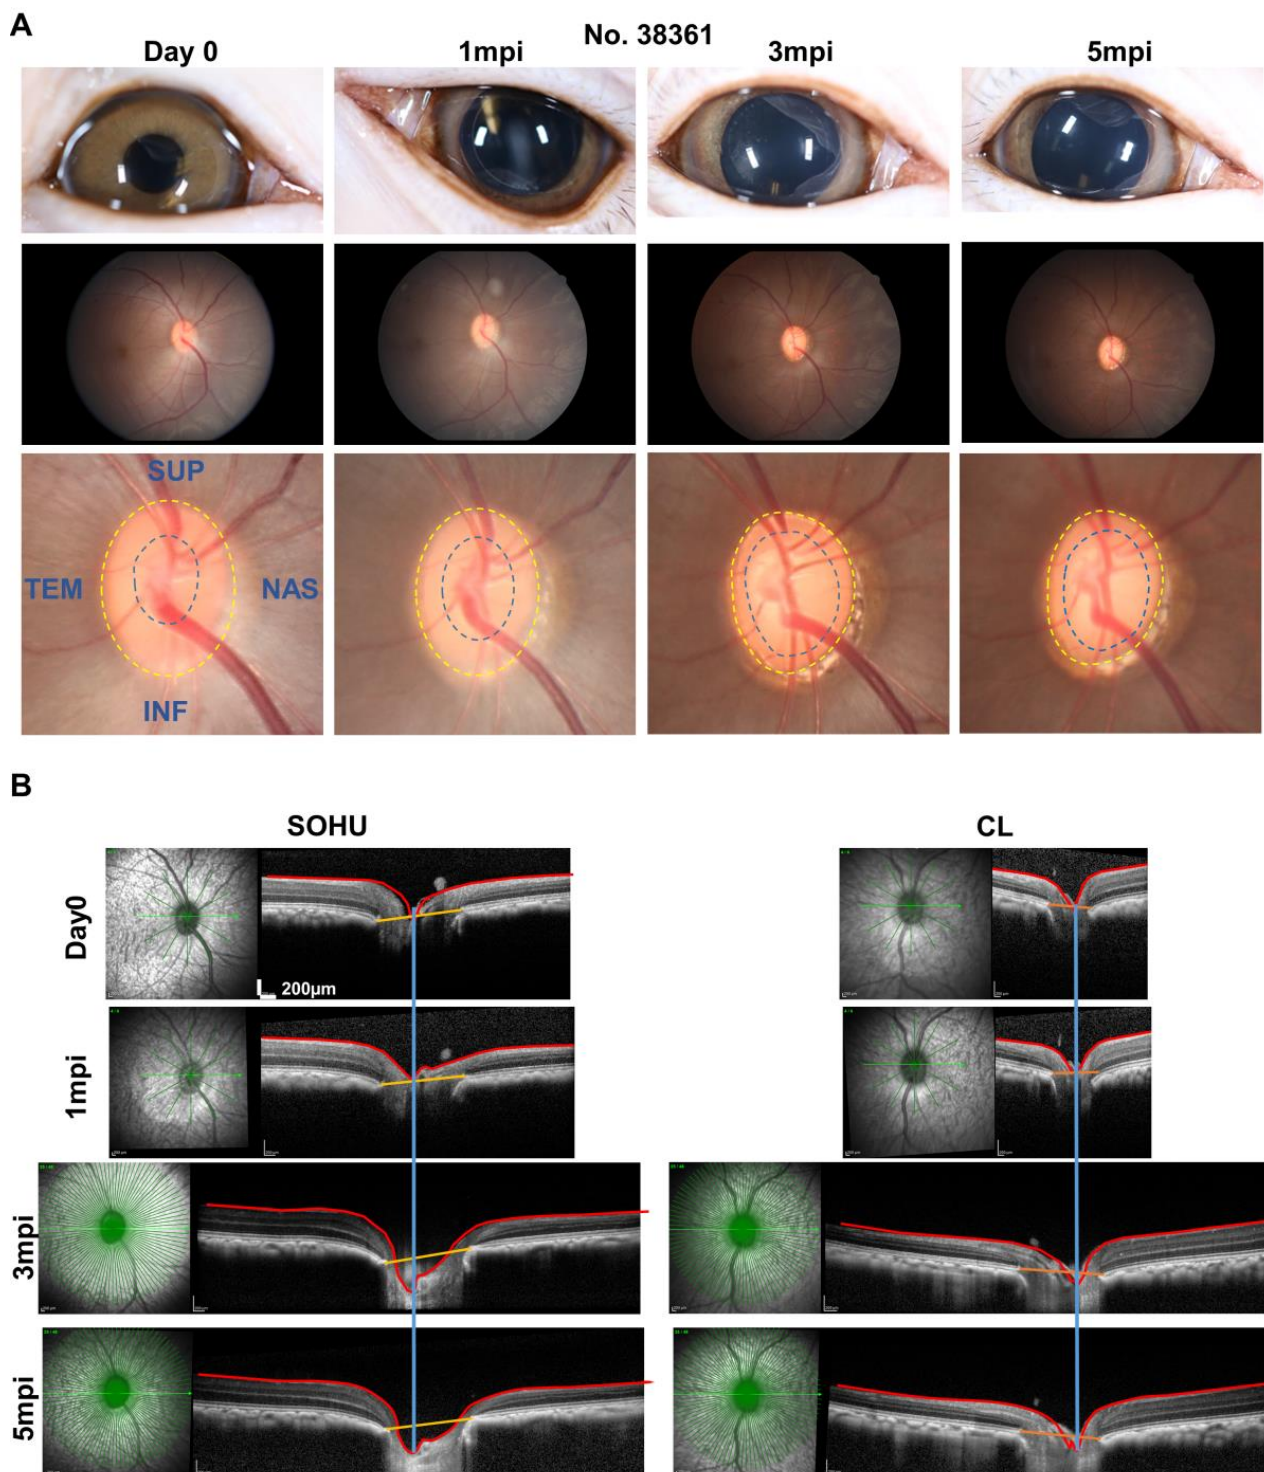 A
No. 38361
Day 0
1mpi
3mpi
5mpi
SUP
TEM
NAS
INF
B
SOHU
CL
Day0
200μm
1mpi
3mpi
5mpi